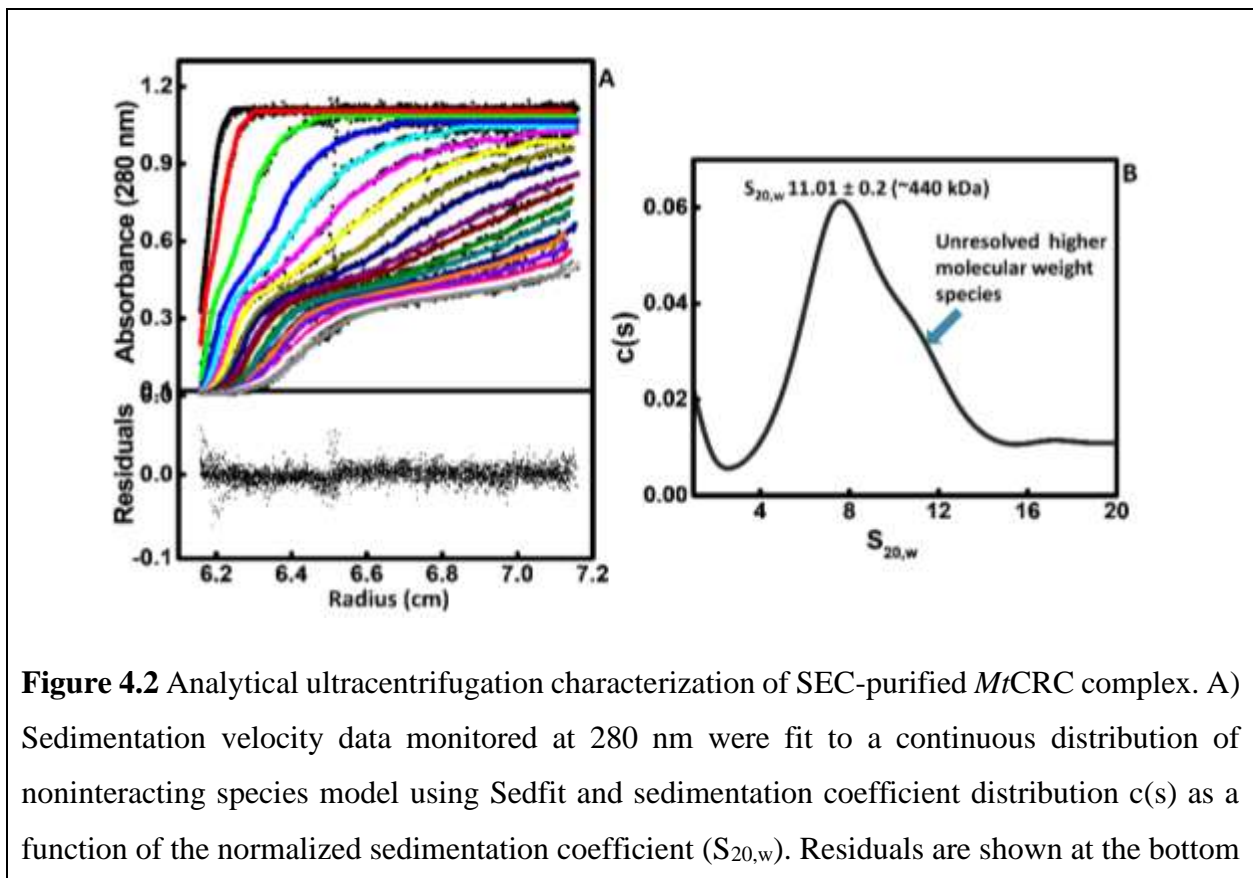 A
1.2
0.9
0.6
0.3
0.0
Absorbance (280 nm)
0.1
0.0
-0.1
Residuals
6.2 6.4 6.6 6.8 7.0 7.2
Radius (cm)
B
S20,w 11.01 ± 0.2 (~440 kDa)
Unresolved higher
molecular weight
species
0.06
0.04
0.02
0.00
c(s)
4 8 12 16 20
S20,w
Figure 4.2 Analytical ultracentrifugation characterization of SEC-purified MtCRC complex. A)
Sedimentation velocity data monitored at 280 nm were fit to a continuous distribution of
noninteracting species model using Sedfit and sedimentation coefficient distribution c(s) as a
function of the normalized sedimentation coefficient (S20,w). Residuals are shown at the bottom